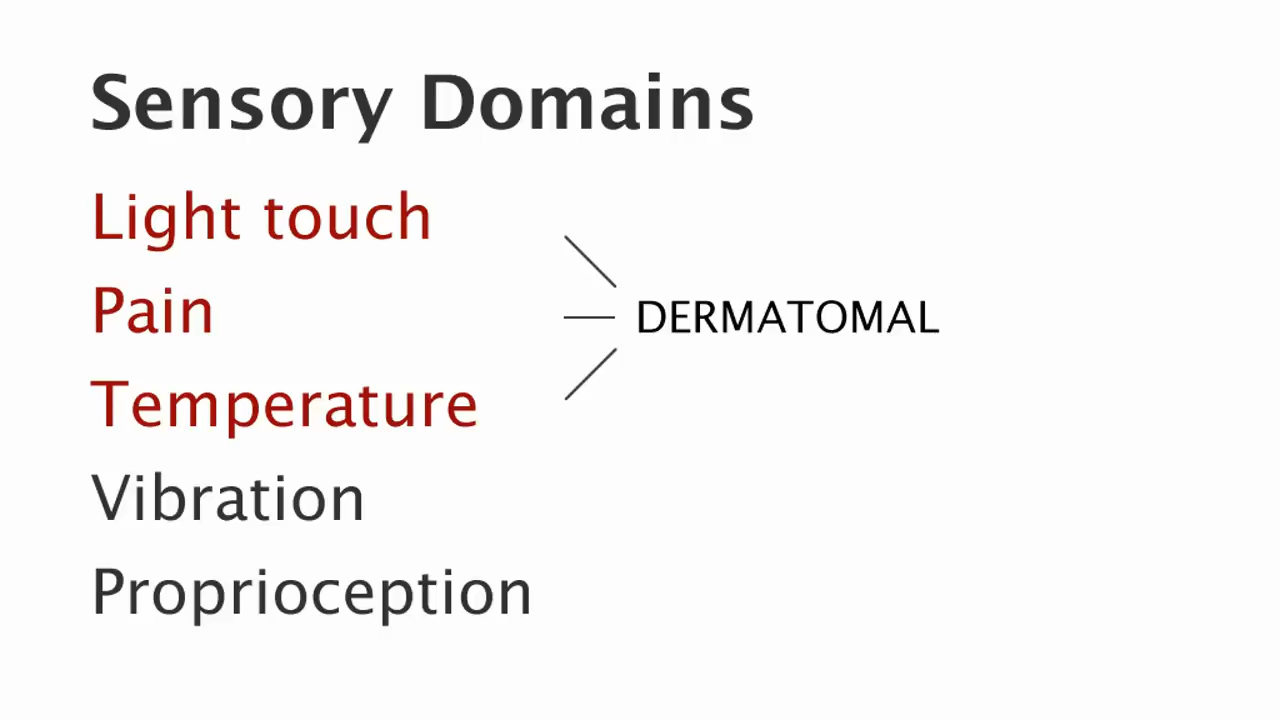 Sensory Domains
Light touch
Pain
DERMATOMAL
Temperature
Vibration
Proprioception